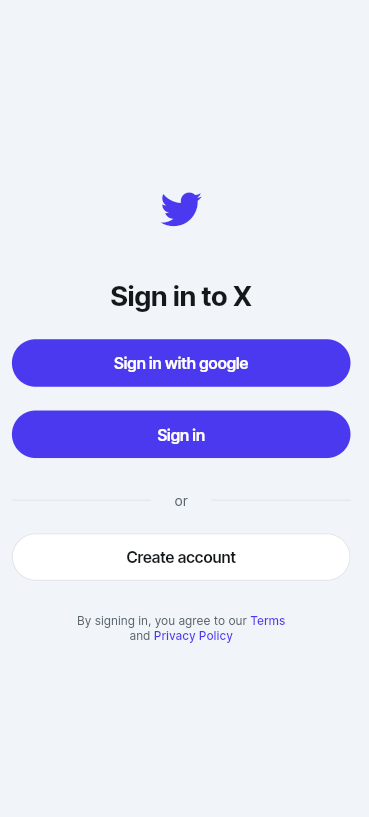 Sign in to X
Sign in with google
Sign in
or
Create account
By signing in, you agree to our Terms
and Privacy Policy